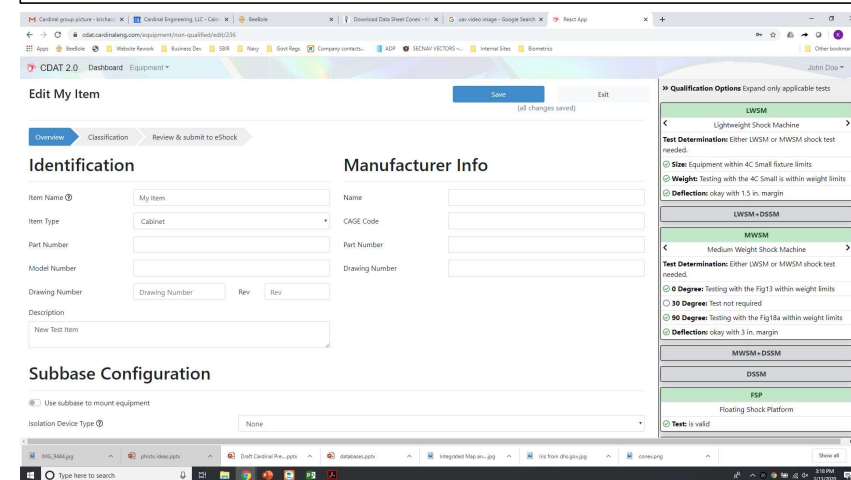 Cardinal group picture - krichan
Cardinal Engineering, LLC - Cale
BeeBole
Download Data Sheet Conex -
uav video image - Google Search
React App
cdat.cardinaleng.com/equipment/non-qualified/edit/236
Apps
BeeBole
Website Rework
Business Dev
SBIR
Navy
Govt Regs
Company contacts...
ADP
SECNAV VECTORS -...
Internal Sites
Biometrics
Other bookmar
CDAT 2.0 Dashboard Equipment
John Doe
Edit My Item
Save
Exit
(all changes saved)
Overview
Classification
Review & submit to eShock
Identification
Item Name
My Item
Item Type
Cabinet
Part Number
Model Number
Drawing Number
Drawing Number
Rev
Rev
Description
New Test Item
Manufacturer Info
Name
CAGE Code
Part Number
Drawing Number
Subbase Configuration
Use subbase to mount equipment
Isolation Device Type
None
» Qualification Options Expand only applicable tests
LWSM
Lightweight Shock Machine
Test Determination: Either LWSM or MWSM shock test
needed.
Size: Equipment within 4C Small fixture limits
Weight: Testing with the 4C Small is within weight limits
Deflection: okay with 1.5 in. margin
LWSM+DSSM
MWSM
Medium Weight Shock Machine
Test Determination: Either LWSM or MWSM shock test
needed.
0 Degree: Testing with the Fig13 within weight limits
30 Degree: Test not required
90 Degree: Testing with the Fig18a within weight limits
Deflection: okay with 3 in. margin
MWSM+DSSM
DSSM
FSP
Floating Shock Platform
Test: is valid
IMG_9444.jpg
photo ideas.pptx
Draft Cardinal Pre....pptx
databases.pptx
Integrated Map an....jpg
Iris from dhs.gov.jpg
conex.png
Show all
Type here to search
3:18 PM
3/13/2020